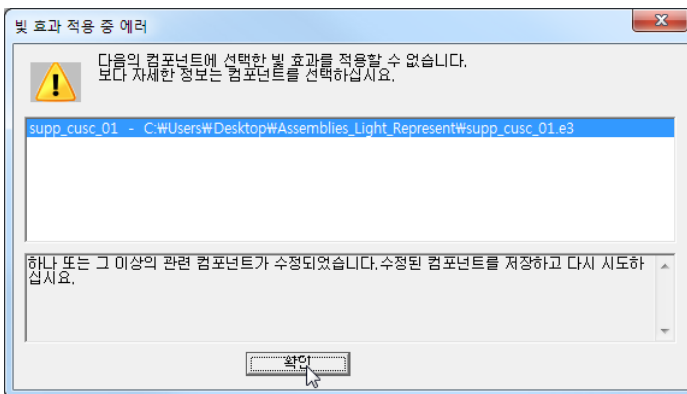 빛 효과 적용 중 에러
다음의 컴포넌트에 선택한 빛 효과를 적용할 수 없습니다.
보다 자세한 정보는 컴포넌트를 선택하십시요.
supp_cusc_01 - C:₩Users₩Desktop₩Assemblies_Light_Represent₩supp_cusc_01.e3
하나 또는 그 이상의 관련 컴포넌트가 수정되었습니다.수정된 컴포넌트를 저장하고 다시 시도하
십시요.
확인